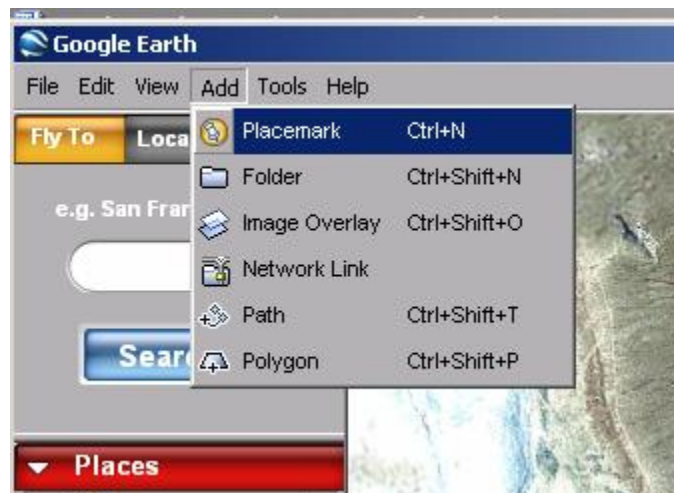 Google Earth
File Edit View Add Tools Help
Fly To
Placemark Ctrl+N
Folder Ctrl+Shift+N
e.g. San
Image Overlay Ctrl+Shift+O
Network Link
Path Ctrl+Shift+T
Polygon Ctrl+Shift+P
Places